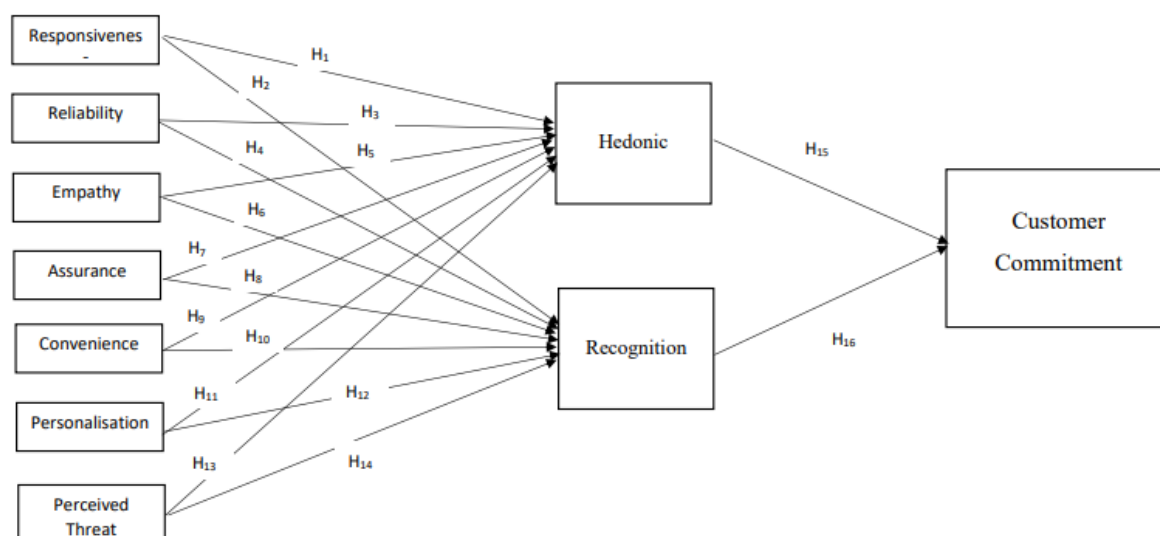 Responsivenes
-
H₁
H₂
Reliability
H₃
H₄
Hedonic
H₅
H₁₅
Empathy
H₆
Customer
Commitment
H₇
Assurance
H₈
H₉
Convenience
H₁₀
Recognition
H₁₆
H₁₁
H₁₂
Personalisation
H₁₃
H₁₄
Perceived
Threat